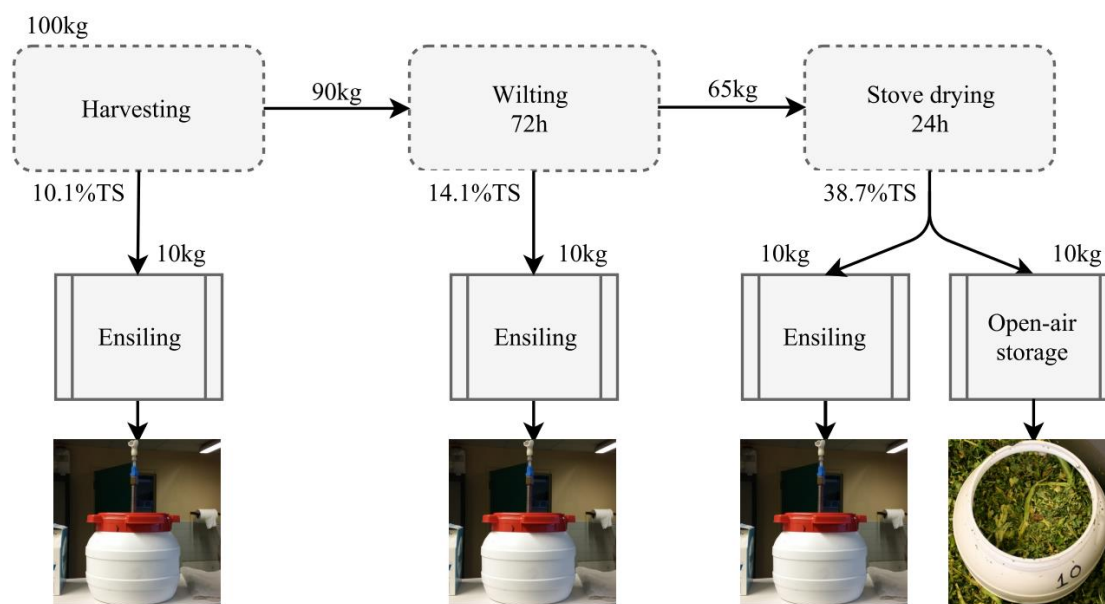 100kg
Harvesting
90kg
Wilting
72h
65kg
Stove drying
24h
10.1%TS
14.1%TS
38.7%TS
10kg
10kg
10kg
10kg
Ensiling
Ensiling
Ensiling
Open-air
storage
10